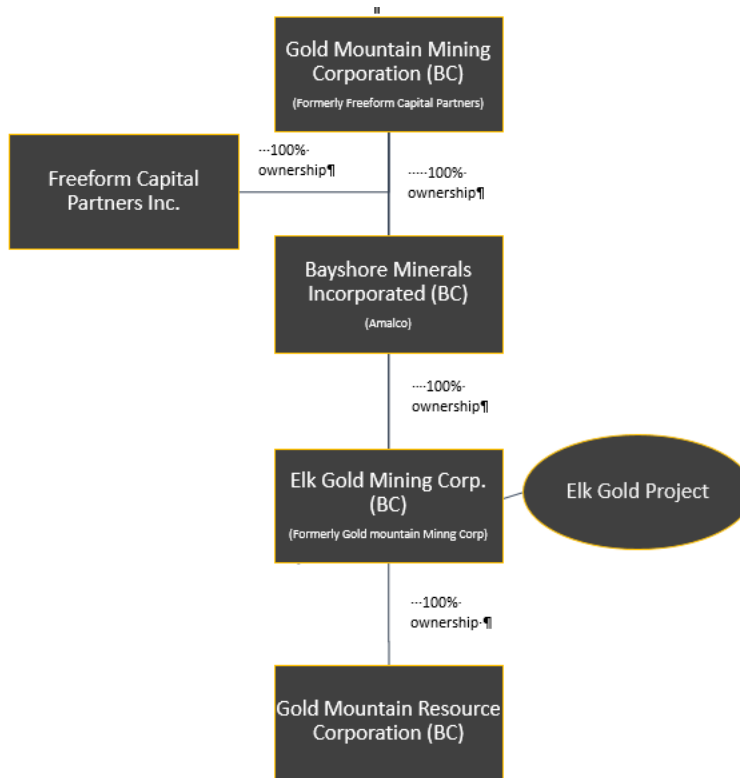 Gold Mountain Mining
Corporation (BC)
(Formerly Freeform Capital Partners)
···100%·
ownership¶
·····100%·
ownership¶
Freeform Capital
Partners Inc.
Bayshore Minerals
Incorporated (BC)
(Amalco)
····100%·
ownership¶
Elk Gold Mining Corp.
(BC)
(Formerly Gold mountain Minng Corp)
Elk Gold Project
···100%·
ownership·¶
Gold Mountain Resource
Corporation (BC)